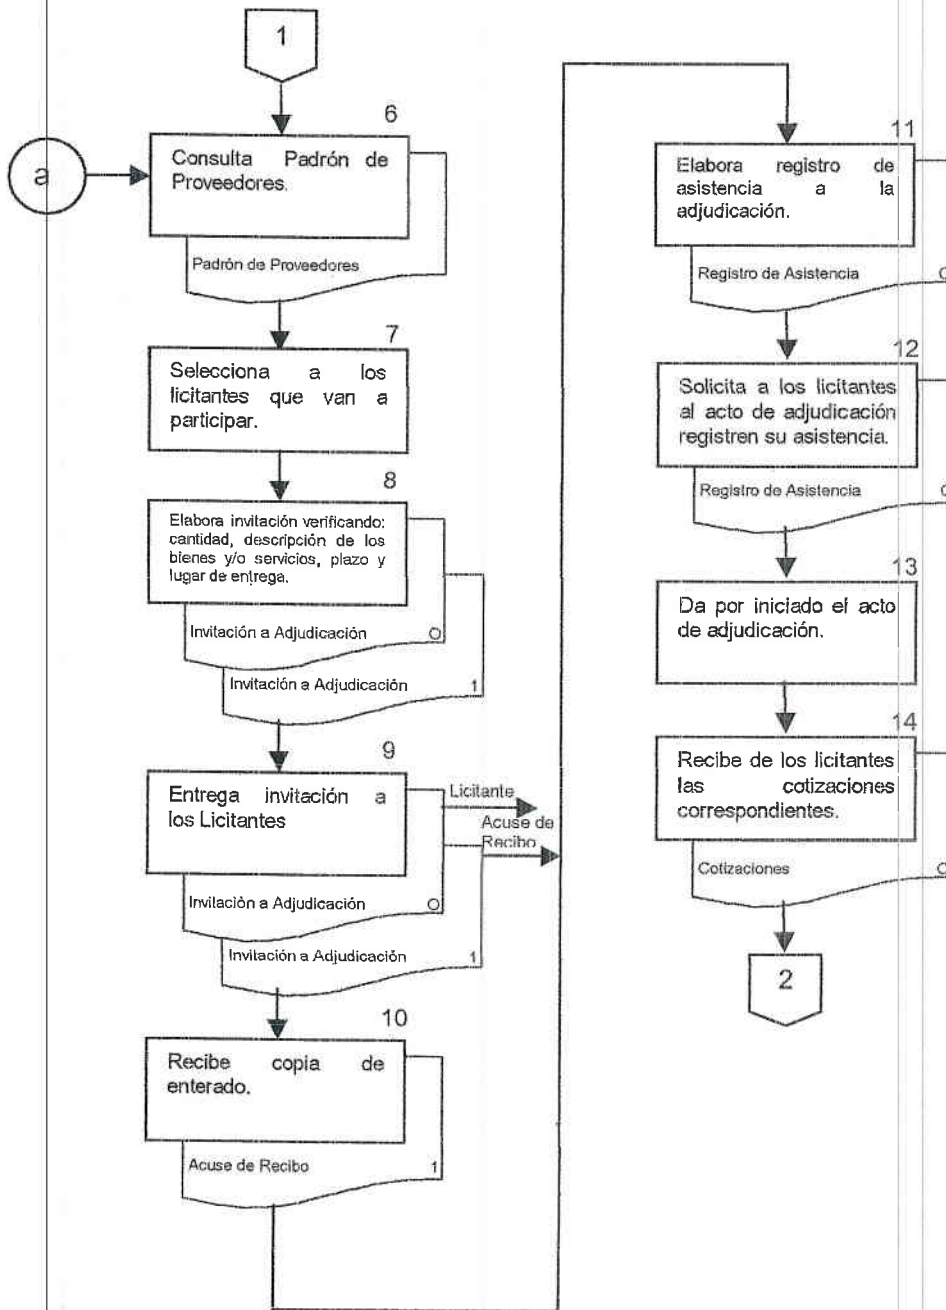 1
a
6
Consulta Padrón de
Proveedores.
Padrón de Proveedores
7
Selecciona a los
licitantes que van a
participar.
8
Elabora invitación verificando:
cantidad, descripción de los
bienes y/o servicios, plazo y
lugar de entrega.
Invitación a Adjudicación O
Invitación a Adjudicación 1
9
Entrega invitación a
los Licitantes
Licitante
Acuse de
Recibo
Invitación a Adjudicación O
Invitación a Adjudicación 1
10
Recibe copia de
enterado.
Acuse de Recibo 1
11
Elabora registro de
asistencia a la
adjudicación.
Registro de Asistencia O
12
Solicita a los licitantes
al acto de adjudicación
registren su asistencia.
Registro de Asistencia O
13
Da por iniciado el acto
de adjudicación.
14
Recibe de los licitantes
las cotizaciones
correspondientes.
Cotizaciones O
2